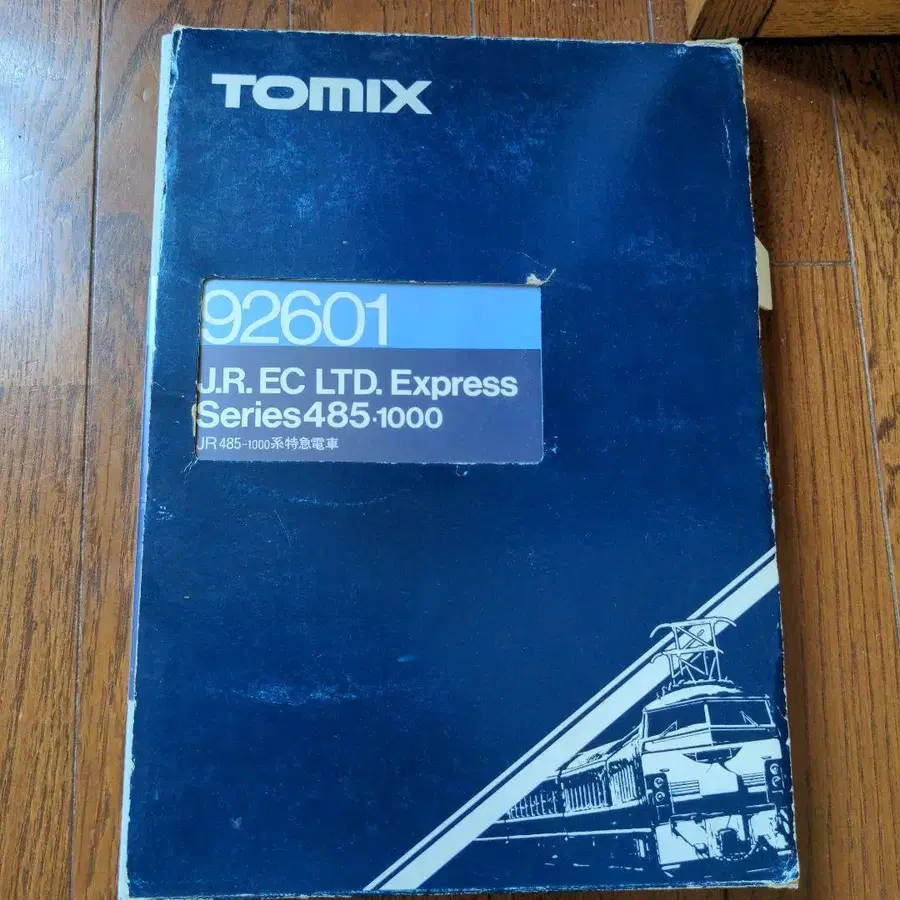 TOMIX
92601
J.R. EC LTD. Express
Series 485·1000
JR 485-1000系特急電車